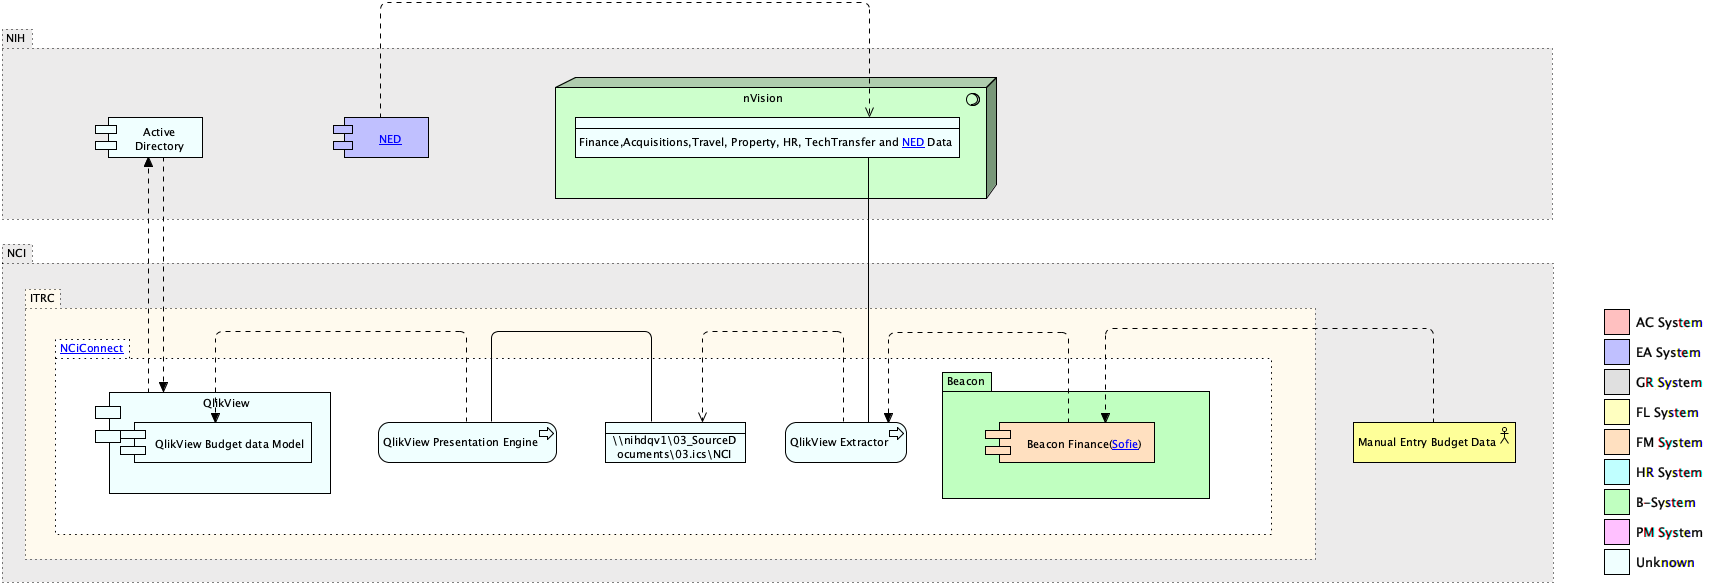 NIH
nVision
Active
Directory
NED
Finance,Acquisitions,Travel, Property, HR, TechTransfer and NED Data
NCI
ITRC
NCiConnect
QlikView
QlikView Budget data Model
QlikView Presentation Engine
\\nihdqv1\03_SourceD
ocuments\03.ics\NCI
QlikView Extractor
Beacon
Beacon Finance(Sofie)
Manual Entry Budget Data
AC System
EA System
GR System
FL System
FM System
HR System
B-System
PM System
Unknown